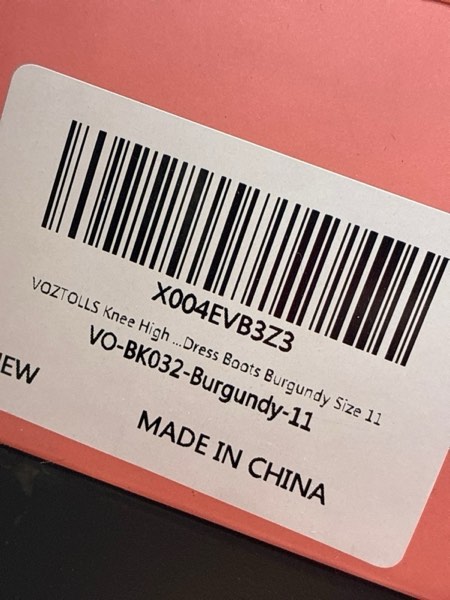 X004EVB3Z3
VOZTOLLS Knee High ...Dress Boots Burgundy Size 11
VO-BK032-Burgundy-11
EW
MADE IN CHINA